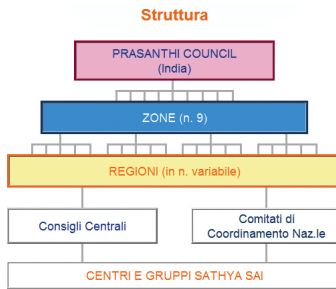 Struttura
PRASANTHI COUNCIL
(India)
ZONE (n. 9)
REGIONI (in n. variabile)
Consigli Centrali
Comitati di
Coordinamento Naz.le
CENTRI E GRUPPI SATHYA SAI